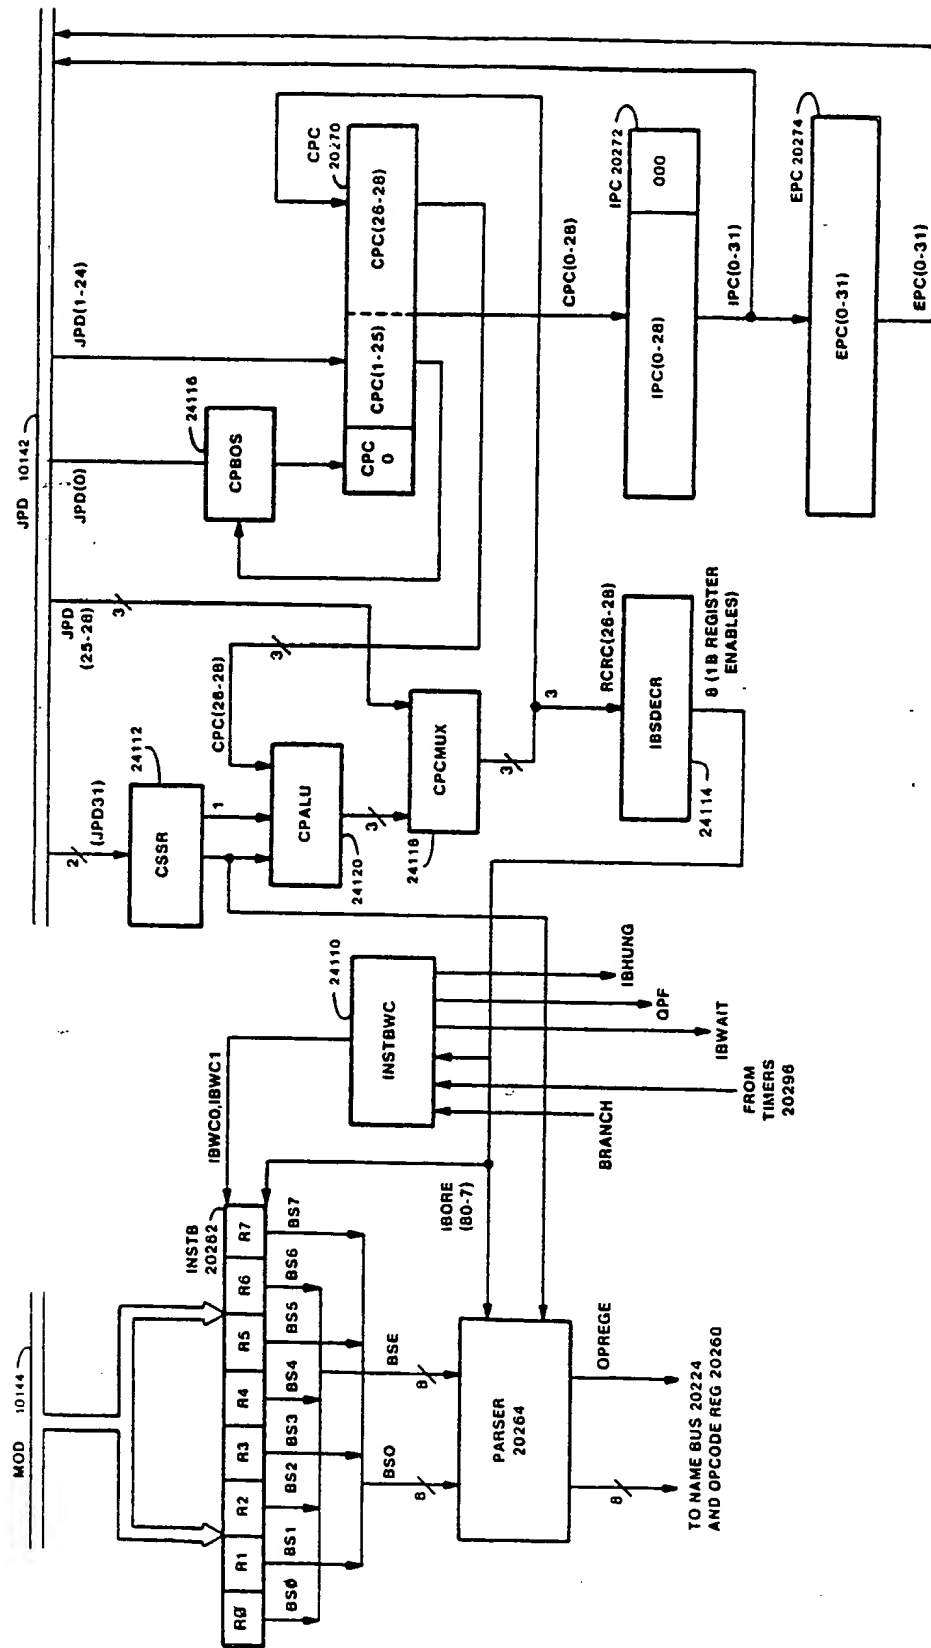 MOD 10144
JPD 10142
INSTB
20262
R0
R1
R2
R3
R4
R5
R6
R7
BSØ
BS1
BS2
BS3
BS4
BS5
BS6
BS7
BSO
8
BSE
8
PARSER
20264
8
OPREGE
TO NAME BUS 20224
AND OPCODE REG 20260
IBWC0,IBWC1
24110
INSTBWC
IBORE
(80-7)
BRANCH
FROM
TIMERS
20296
IBWAIT
QPF
IBHUNG
2
(JPD31)
24112
CSSR
1
CPC(26-28)
3
CPALU
24120
3
JPD
(25-28)
3
CPCMUX
24118
3
3
RCRC(26-28)
IBSDECR
24114
8 (1B REGISTER
ENABLES)
JPD(0)
24116
CPBOS
JPD(1-24)
CPC
20270
CPC
0
CPC(1-25)
CPC(26-28)
CPC(0-28)
IPC 20272
IPC(0-28)
000
IPC(0-31)
EPC 20274
EPC(0-31)
EPC(0-31)